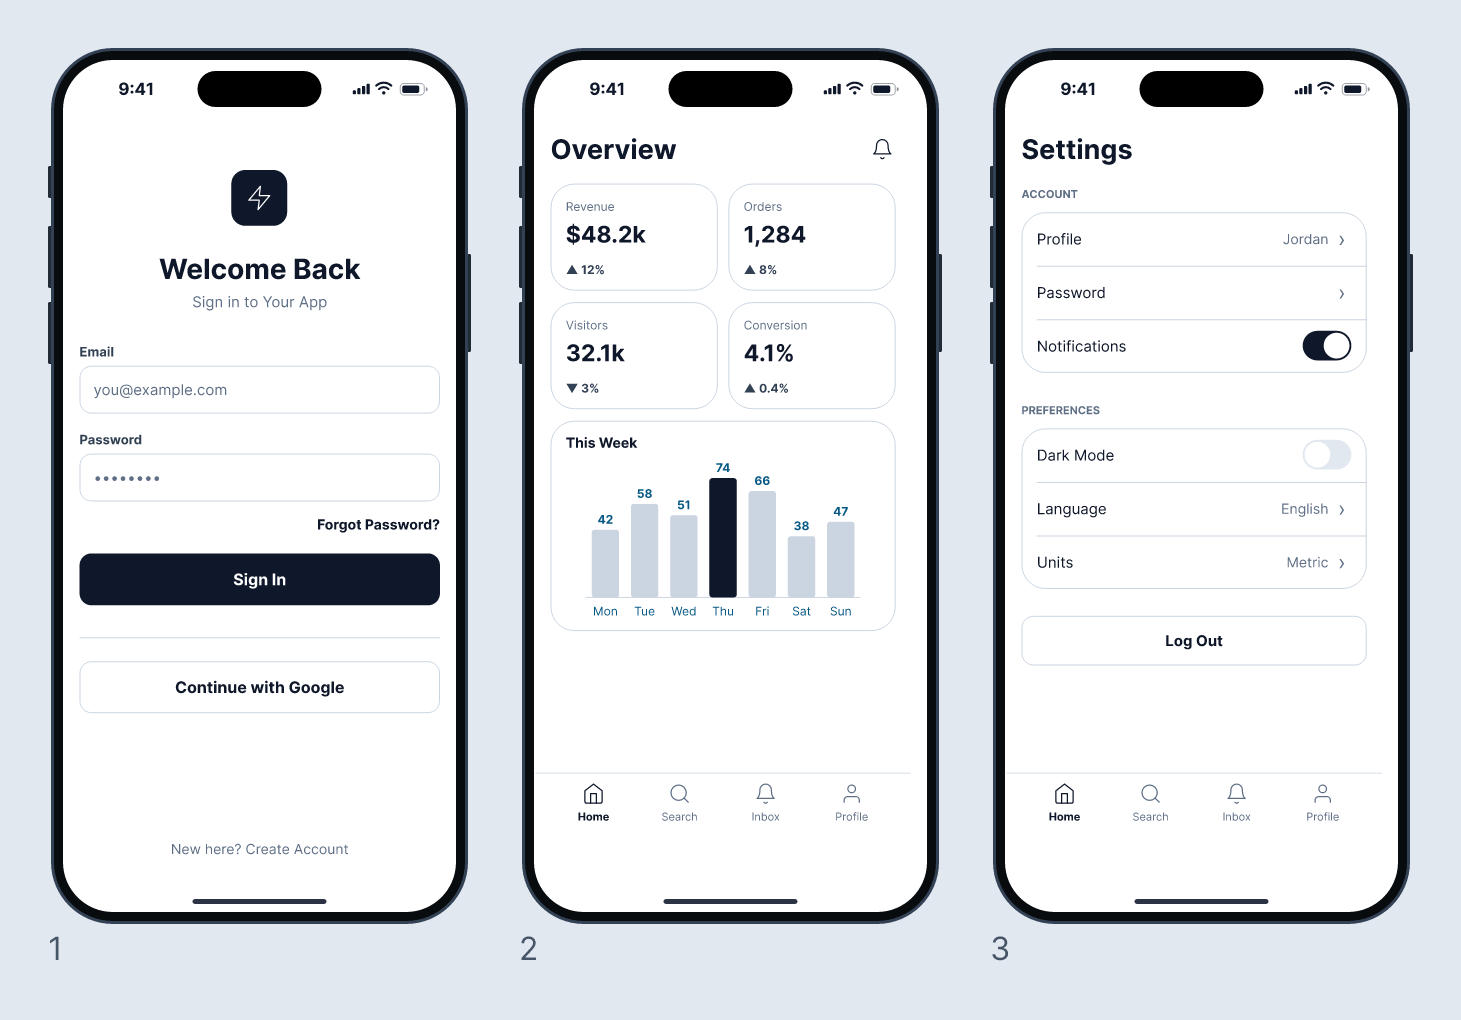 9:41
Welcome Back
Sign in to Your App
Email
you@example.com
Password
••••••••
Forgot Password?
Sign In
Continue with Google
New here? Create Account
1
9:41
Overview
Revenue
$48.2k
▲ 12%
Orders
1,284
▲ 8%
Visitors
32.1k
▼ 3%
Conversion
4.1%
▲ 0.4%
This Week
42 58 51 74 66 38 47
Mon Tue Wed Thu Fri Sat Sun
Home Search Inbox Profile
2
9:41
Settings
ACCOUNT
Profile Jordan ›
Password ›
Notifications
PREFERENCES
Dark Mode
Language English ›
Units Metric ›
Log Out
Home Search Inbox Profile
3